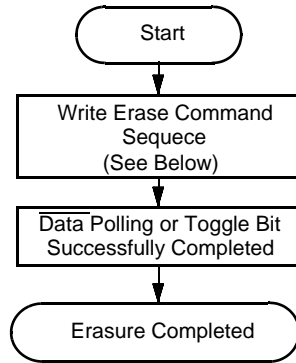 Start
Write Erase Command
Sequece
(See Below)
Data Polling or Toggle Bit
Successfully Completed
Erasure Completed